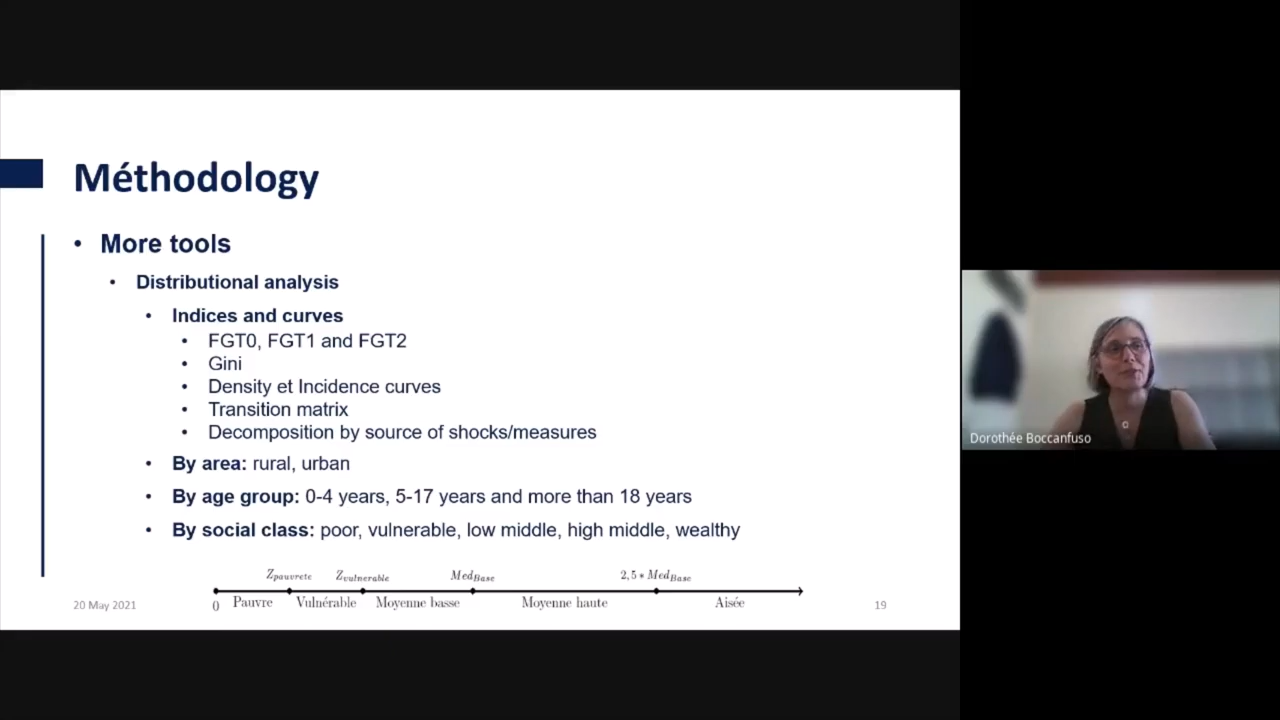 Méthodology
• More tools
• Distributional analysis
• Indices and curves
• FGT0, FGT1 and FGT2
• Gini
• Density et Incidence curves
• Transition matrix
• Decomposition by source of shocks/measures
• By area: rural, urban
• By age group: 0-4 years, 5-17 years and more than 18 years
• By social class: poor, vulnerable, low middle, high middle, wealthy
Zpauvrete Zvulnerable MedBase 2,5 * MedBase
0 Pauvre Vulnérable Moyenne basse Moyenne haute Aisée
20 May 2021
19
Dorothée Boccanfuso